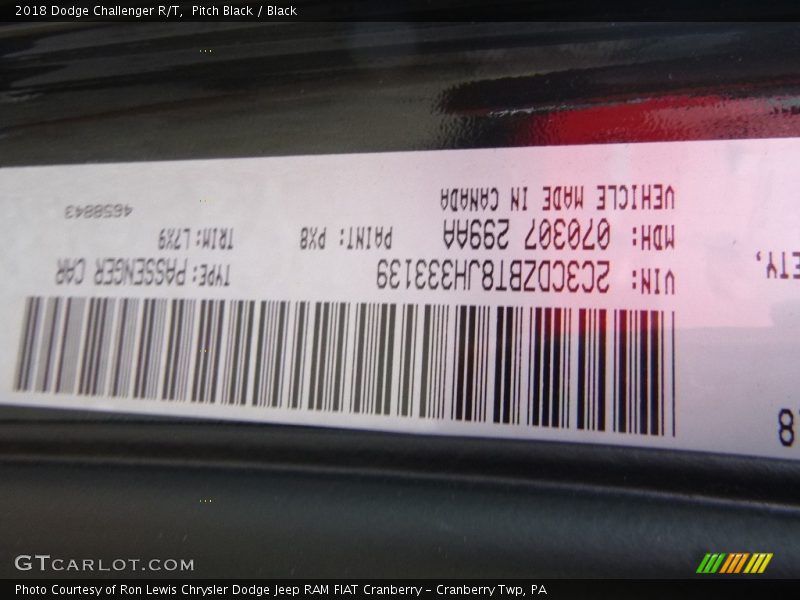 2018 Dodge Challenger R/T, Pitch Black / Black
VIN: 2C3CDZBT8JH333139 TYPE: PASSENGER CAR
MDH: 070307 299AA PAINT: PX8 TRIM: L7X9
VEHICLE MADE IN CANADA 4658843
ETY,
8
GTCARLOT.COM
Photo Courtesy of Ron Lewis Chrysler Dodge Jeep RAM FIAT Cranberry – Cranberry Twp, PA